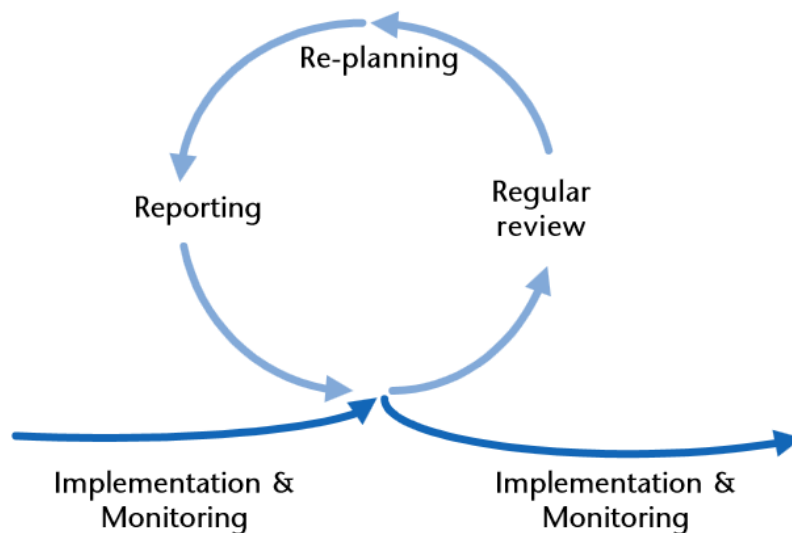 Re-planning
Reporting
Regular
review
Implementation &
Monitoring
Implementation &
Monitoring